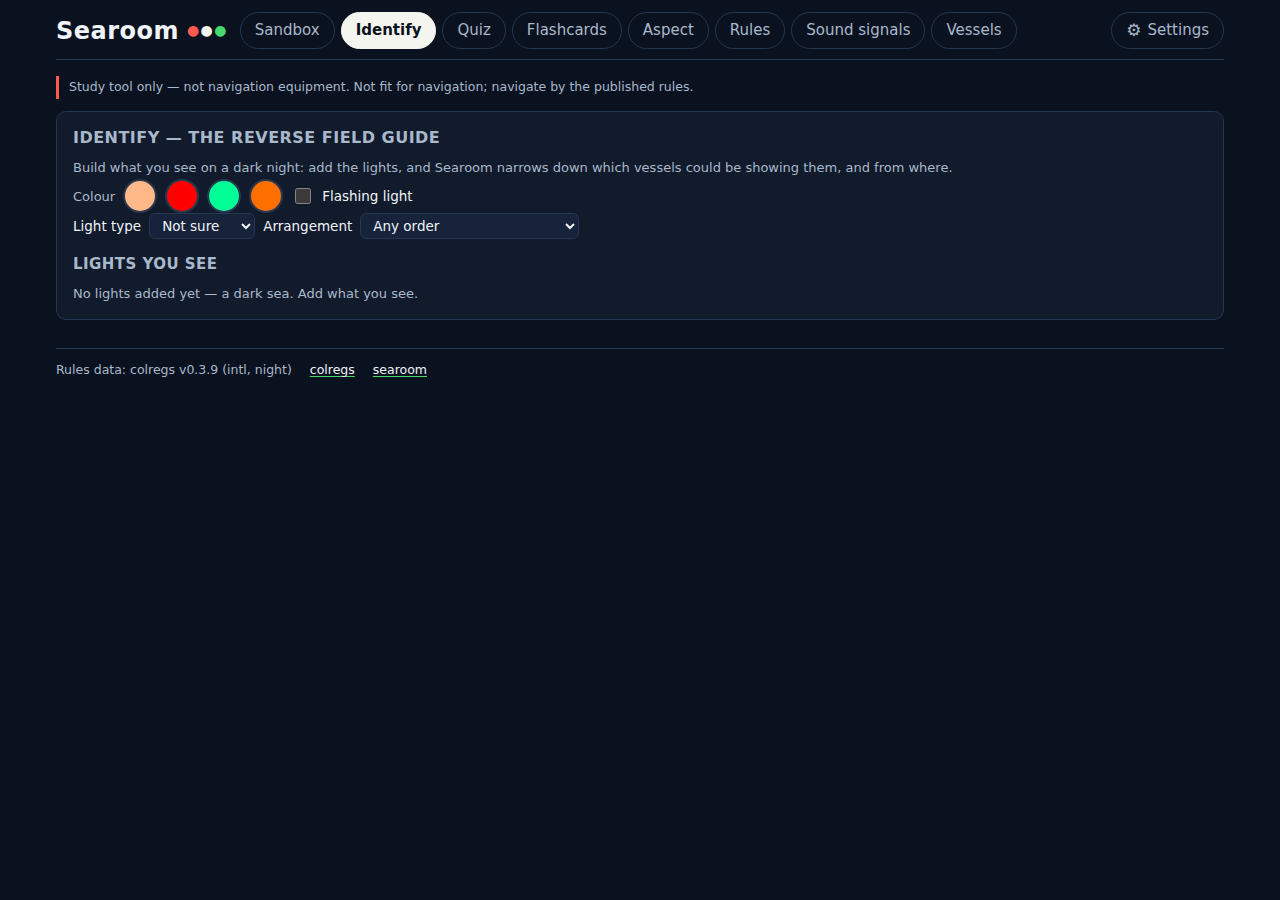 Searoom Sandbox Identify Quiz Flashcards Aspect Rules Sound signals Vessels ⚙ Settings
Study tool only — not navigation equipment. Not fit for navigation; navigate by the published rules.
IDENTIFY — THE REVERSE FIELD GUIDE
Build what you see on a dark night: add the lights, and Searoom narrows down which vessels could be showing them, and from where.
Colour Flashing light
Light type Not sure Arrangement Any order
LIGHTS YOU SEE
No lights added yet — a dark sea. Add what you see.
Rules data: colregs v0.3.9 (intl, night) colregs searoom